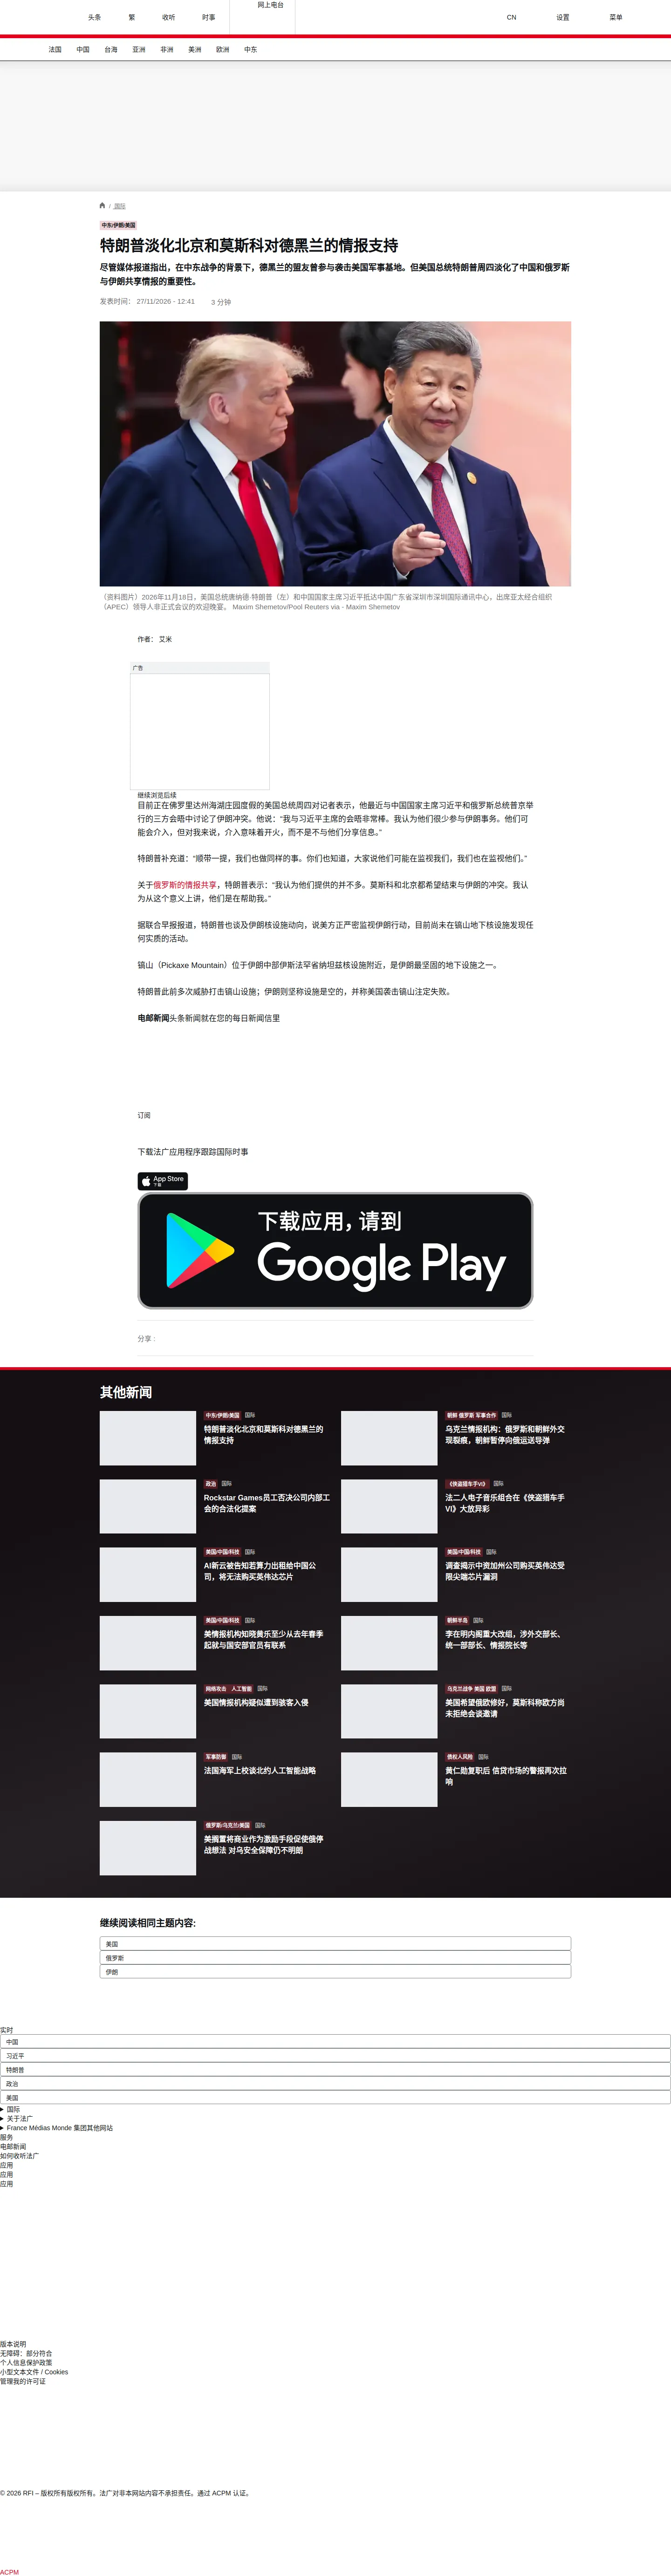 头条
繁
收听
时事
网上电台
CN
设置
菜单
法国
中国
台海
亚洲
非洲
美洲
欧洲
中东
/ 国际
中东/伊朗/美国
特朗普淡化北京和莫斯科对德黑兰的情报支持
尽管媒体报道指出，在中东战争的背景下，德黑兰的盟友曾参与袭击美国军事基地。但美国总统特朗普周四淡化了中国和俄罗斯
与伊朗共享情报的重要性。
发表时间： 27/11/2026 - 12:41
3 分钟
（资料图片）2026年11月18日，美国总统唐纳德·特朗普（左）和中国国家主席习近平抵达中国广东省深圳市深圳国际通讯中心，出席亚太经合组织
（APEC）领导人非正式会议的欢迎晚宴。 Maxim Shemetov/Pool Reuters via - Maxim Shemetov
作者： 艾米
广告
继续浏览后续
目前正在佛罗里达州海湖庄园度假的美国总统周四对记者表示，他最近与中国国家主席习近平和俄罗斯总统普京举
行的三方会晤中讨论了伊朗冲突。他说：“我与习近平主席的会晤非常棒。我认为他们很少参与伊朗事务。他们可
能会介入，但对我来说，介入意味着开火，而不是不与他们分享信息。”
特朗普补充道：“顺带一提，我们也做同样的事。你们也知道，大家说他们可能在监视我们，我们也在监视他们。”
关于俄罗斯的情报共享，特朗普表示：“我认为他们提供的并不多。莫斯科和北京都希望结束与伊朗的冲突。我认
为从这个意义上讲，他们是在帮助我。”
据联合早报报道，特朗普也谈及伊朗核设施动向，说美方正严密监视伊朗行动，目前尚未在镐山地下核设施发现任
何实质的活动。
镐山（Pickaxe Mountain）位于伊朗中部伊斯法罕省纳坦兹核设施附近，是伊朗最坚固的地下设施之一。
特朗普此前多次威胁打击镐山设施；伊朗则坚称设施是空的，并称美国袭击镐山注定失败。
电邮新闻头条新闻就在您的每日新闻信里
订阅
下载法广应用程序跟踪国际时事
App Store
下载
下载应用，请到
Google Play
分享 :
其他新闻
中东/伊朗/美国 国际
特朗普淡化北京和莫斯科对德黑兰的
情报支持
朝鲜 俄罗斯 军事合作 国际
乌克兰情报机构：俄罗斯和朝鲜外交
现裂痕，朝鲜暂停向俄运送导弹
政治 国际
Rockstar Games员工否决公司内部工
会的合法化提案
《侠盗猎车手VI》 国际
法二人电子音乐组合在《侠盗猎车手
VI》大放异彩
美国/中国/科技 国际
AI新云被告知若算力出租给中国公
司，将无法购买英伟达芯片
美国/中国/科技 国际
调查揭示中资加州公司购买英伟达受
限尖端芯片漏洞
美国/中国/科技 国际
美情报机构知晓黄乐至少从去年春季
起就与国安部官员有联系
朝鲜半岛 国际
李在明内阁重大改组，涉外交部长、
统一部部长、情报院长等
网络攻击 人工智能 国际
美国情报机构疑似遭到骇客入侵
乌克兰战争 美国 欧盟 国际
美国希望俄欧修好，莫斯科称欧方尚
未拒绝会谈邀请
军事防御 国际
法国海军上校谈北约人工智能战略
债权人风险 国际
黄仁勋复职后 信贷市场的警报再次拉
响
俄罗斯/乌克兰/美国 国际
美搁置将商业作为激励手段促使俄停
战想法 对乌安全保障仍不明朗
继续阅读相同主题内容:
美国
俄罗斯
伊朗
实时
中国
习近平
特朗普
政治
美国
国际
关于法广
France Médias Monde 集团其他网站
服务
电邮新闻
如何收听法广
应用
应用
应用
版本说明
无障碍：部分符合
个人信息保护政策
小型文本文件 / Cookies
管理我的许可证
© 2026 RFI – 版权所有版权所有。法广对非本网站内容不承担责任。通过 ACPM 认证。
ACPM